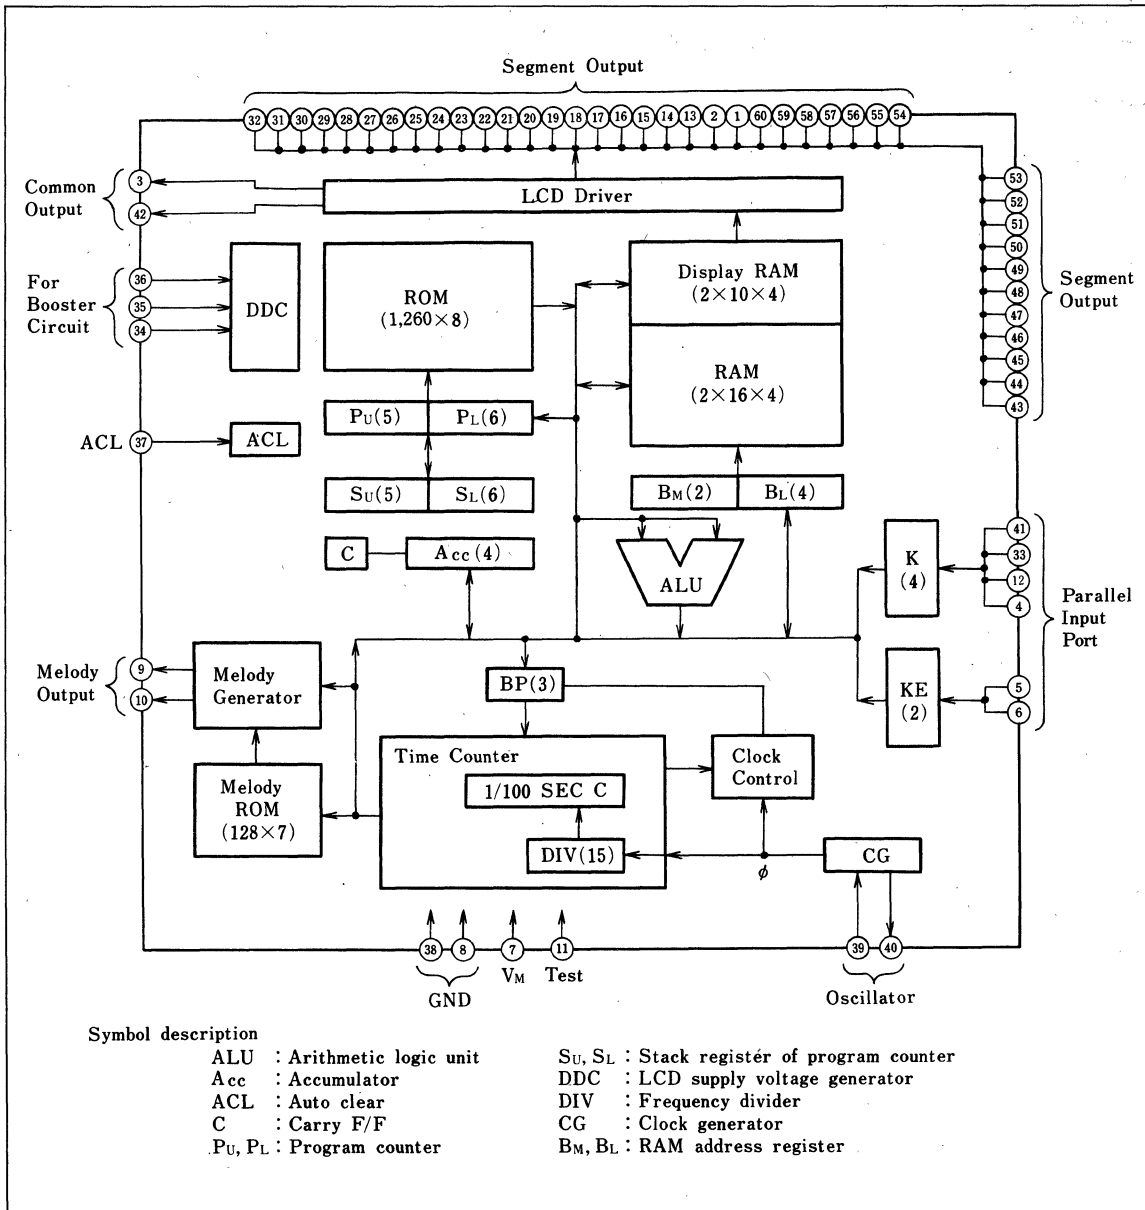 Segment Output
32 31 30 29 28 27 26 25 24 23 22 21 20 19 18 17 16 15 14 13 2 1 60 59 58 57 56 55 54
Common Output
3
42
LCD Driver
53
52
51
50
49
48
47
46
45
44
43
Segment Output
For Booster Circuit
36
35
34
DDC
ROM
(1,260×8)
Display RAM
(2×10×4)
RAM
(2×16×4)
PU(5) PL(6)
ACL 37 ACL
SU(5) SL(6)
BM(2) BL(4)
C Acc(4)
ALU
K
(4)
41
33
12
4
Parallel Input Port
KE
(2)
5
6
Melody Output
9
10
Melody Generator
BP(3)
Time Counter
Clock Control
Melody ROM
(128×7)
1/100 SEC C
DIV(15)
φ
CG
38 8 7 11 39 40
GND VM Test Oscillator
Symbol description
ALU : Arithmetic logic unit
Acc : Accumulator
ACL : Auto clear
C : Carry F/F
PU, PL : Program counter
SU, SL : Stack register of program counter
DDC : LCD supply voltage generator
DIV : Frequency divider
CG : Clock generator
BM, BL : RAM address register